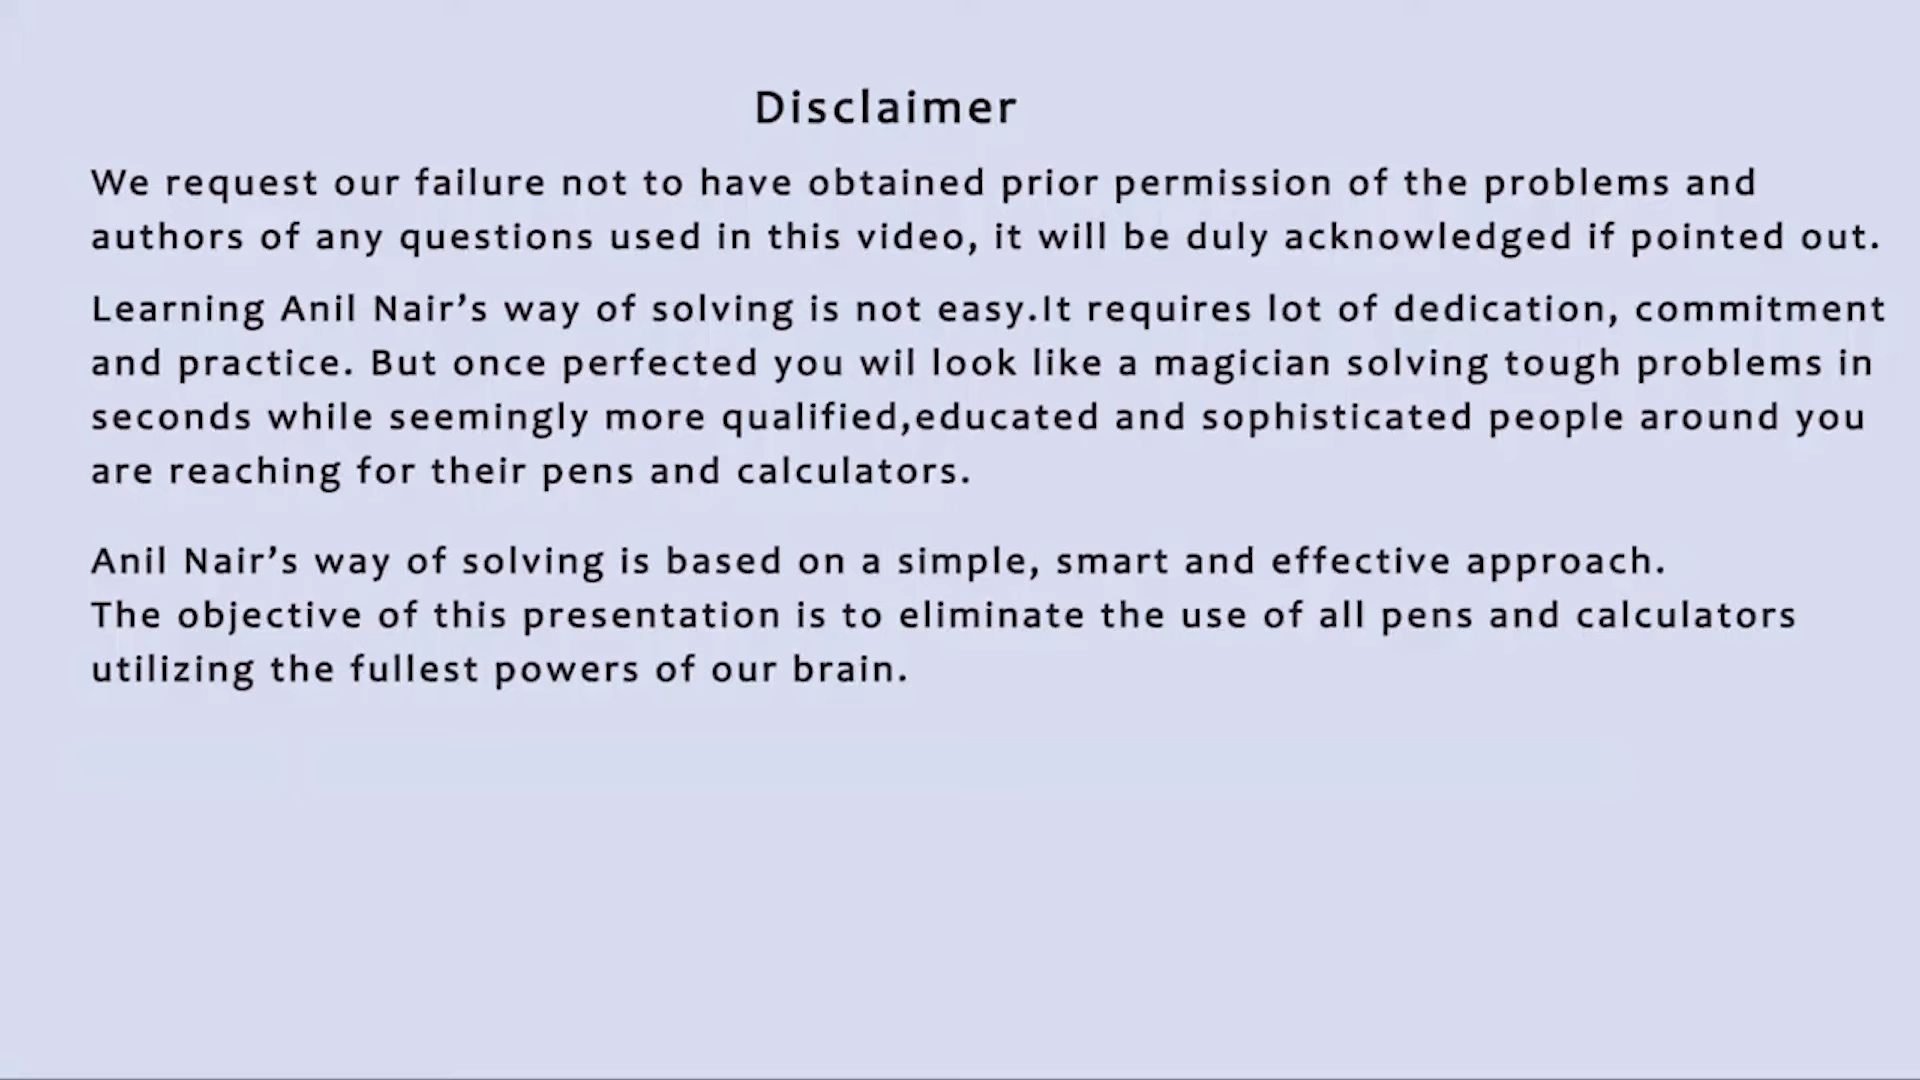 Disclaimer
We request our failure not to have obtained prior permission of the problems and
authors of any questions used in this video, it will be duly acknowledged if pointed out.
Learning Anil Nair’s way of solving is not easy.It requires lot of dedication, commitment
and practice. But once perfected you wil look like a magician solving tough problems in
seconds while seemingly more qualified,educated and sophisticated people around you
are reaching for their pens and calculators.
Anil Nair’s way of solving is based on a simple, smart and effective approach.
The objective of this presentation is to eliminate the use of all pens and calculators
utilizing the fullest powers of our brain.